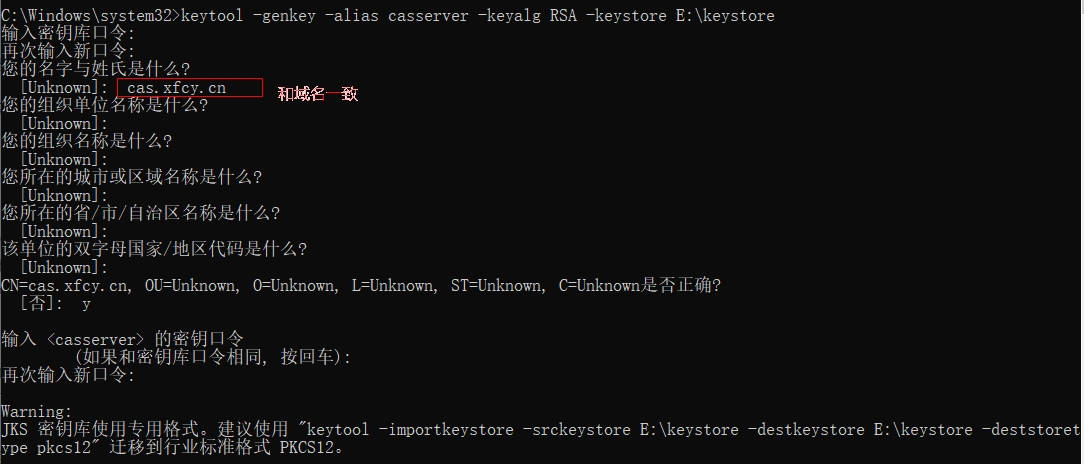 C:\Windows\system32>keytool -genkey -alias casserver -keyalg RSA -keystore E:\keystore
输入密钥库口令:
再次输入新口令:
您的名字与姓氏是什么?
[Unknown]: cas.xfcy.cn 和域名一致
您的组织单位名称是什么?
[Unknown]:
您的组织名称是什么?
[Unknown]:
您所在的城市或区域名称是什么?
[Unknown]:
您所在的省/市/自治区名称是什么?
[Unknown]:
该单位的双字母国家/地区代码是什么?
[Unknown]:
CN=cas.xfcy.cn, OU=Unknown, O=Unknown, L=Unknown, ST=Unknown, C=Unknown是否正确?
[否]: y
输入 <casserver> 的密钥口令
(如果和密钥库口令相同, 按回车):
再次输入新口令:
Warning:
JKS 密钥库使用专用格式。建议使用 "keytool -importkeystore -srckeystore E:\keystore -destkeystore E:\keystore -deststoret
ype pkcs12" 迁移到行业标准格式 PKCS12。